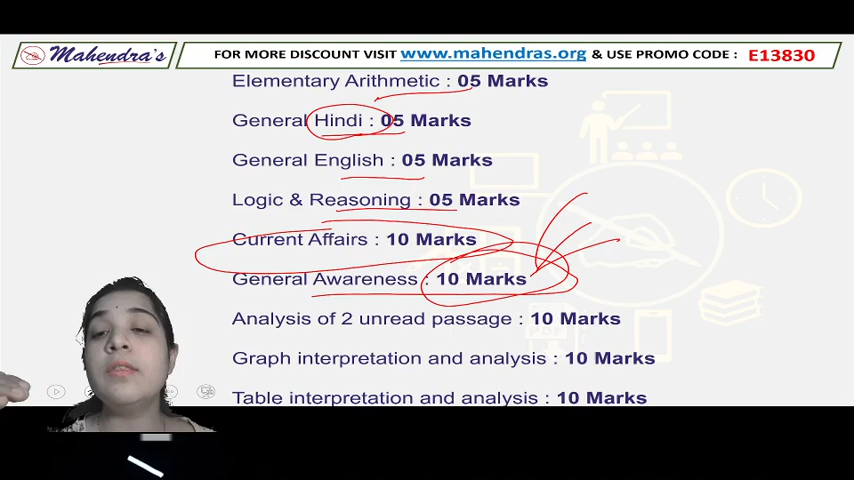 Mahendra's
FOR MORE DISCOUNT VISIT www.mahendras.org & USE PROMO CODE : E13830
Elementary Arithmetic : 05 Marks
General Hindi : 05 Marks
General English : 05 Marks
Logic & Reasoning : 05 Marks
Current Affairs : 10 Marks
General Awareness : 10 Marks
Analysis of 2 unread passage : 10 Marks
Graph interpretation and analysis : 10 Marks
Table interpretation and analysis : 10 Marks